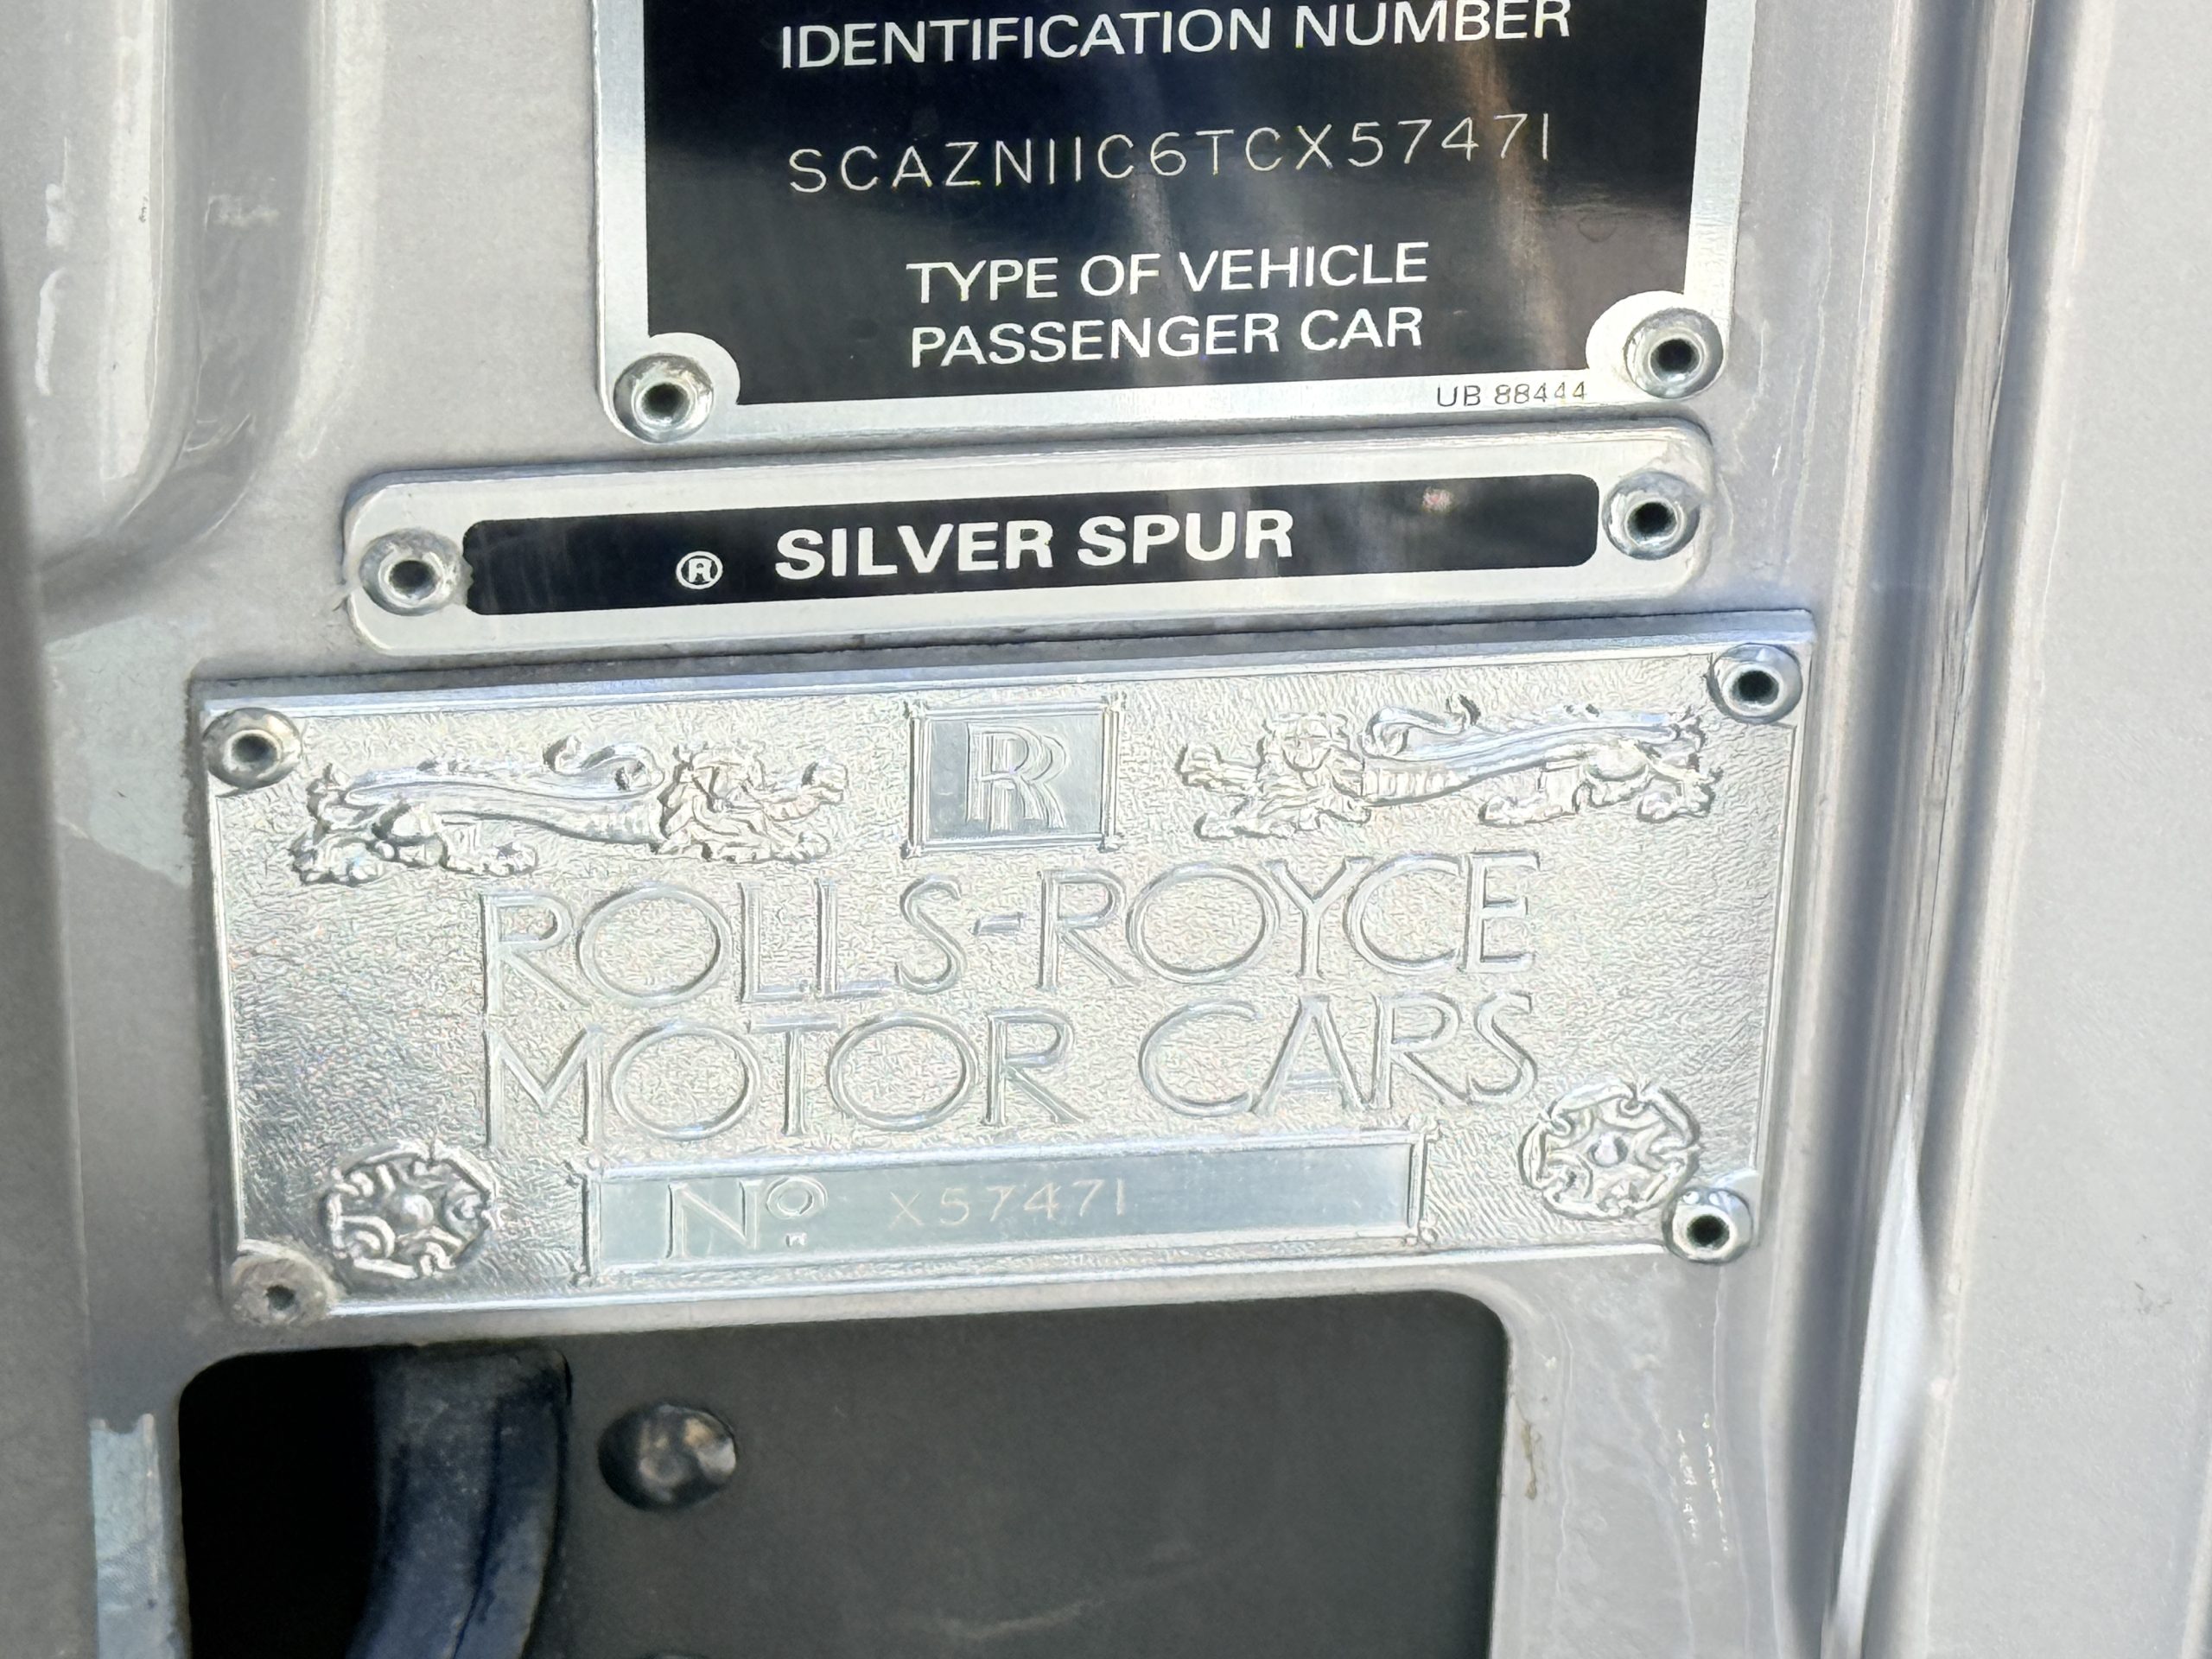 IDENTIFICATION NUMBER
SCAZN11C6TCX57471
TYPE OF VEHICLE
PASSENGER CAR
UB 88444
® SILVER SPUR
RR
ROLLS-ROYCE
MOTOR CARS
Nº X57471